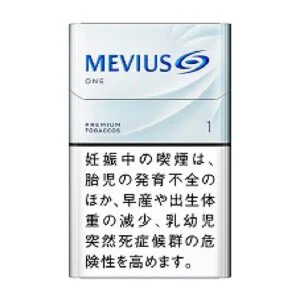 MEVIUS
ONE
PREMIUM
TOBACCOS
1
妊娠中の喫煙は、
胎児の発育不全の
ほか、早産や出生体
重の減少、乳幼児
突然死症候群の危
険性を高めます。